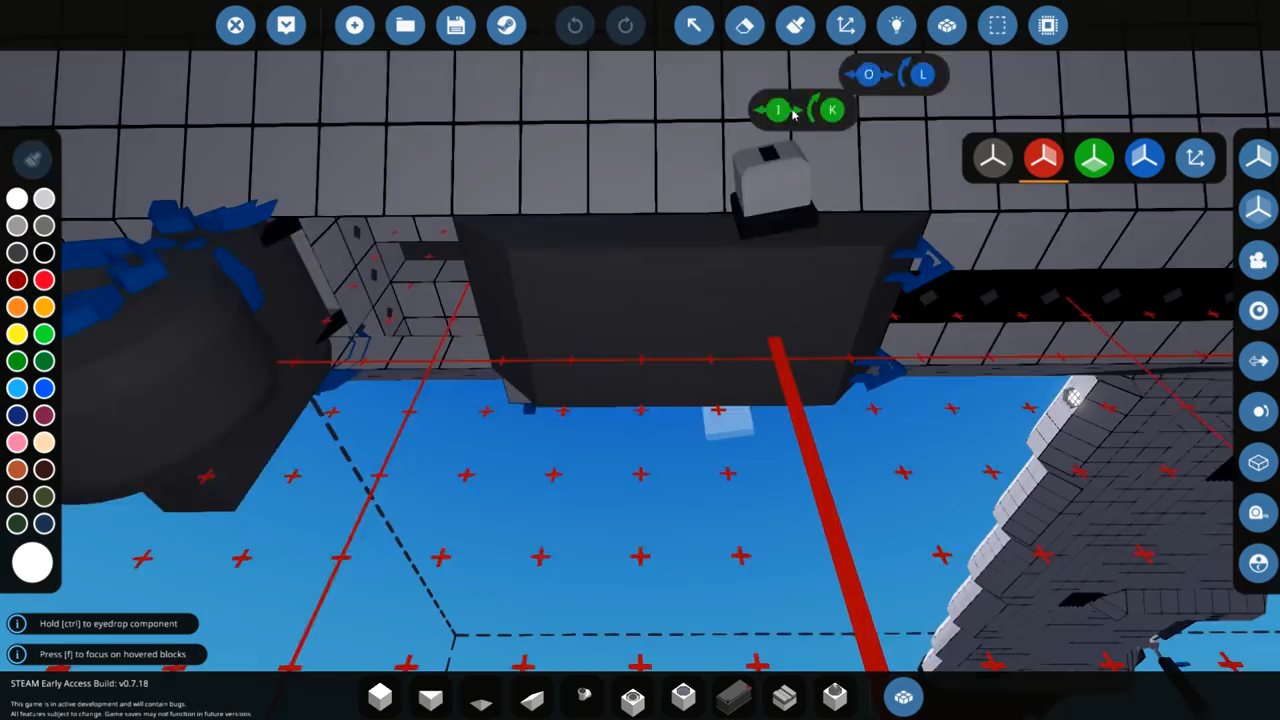 O L
I K
Hold [ctrl] to eyedrop component
Press [f] to focus on hovered blocks
STEAM Early Access Build: v0.7.18
This game is in active development and will contain bugs.
All features subject to change. Game saves may not function in future versions